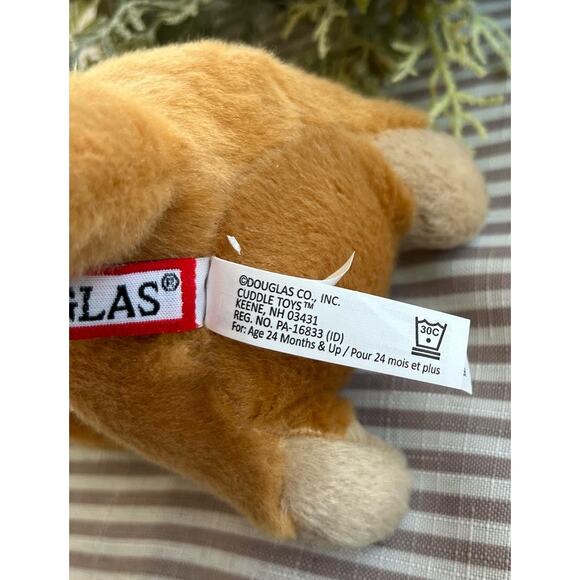 GLAS®
©DOUGLAS CO., INC.
CUDDLE TOYS™
KEENE, NH 03431
REG. NO. PA-16833 (ID)
For: Age 24 Months & Up / Pour 24 mois et plus
30C